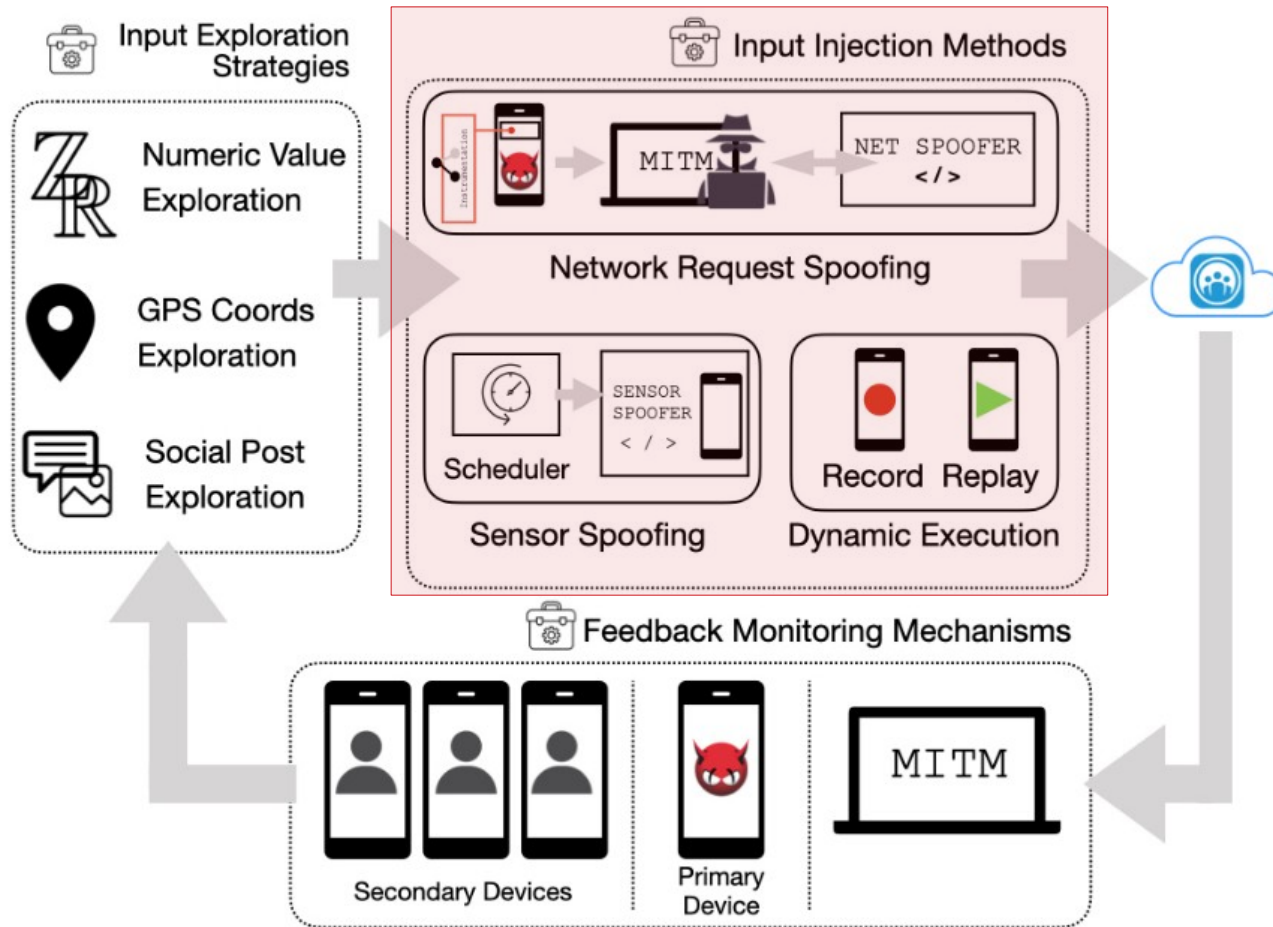 Input Exploration
Strategies
Numeric Value
Exploration
GPS Coords
Exploration
Social Post
Exploration
Input Injection Methods
Instrumentation
MITM
NET SPOOFER
</>
Network Request Spoofing
Scheduler
SENSOR
SPOOFER
< / >
Sensor Spoofing
Record
Replay
Dynamic Execution
Feedback Monitoring Mechanisms
Secondary Devices
Primary
Device
MITM